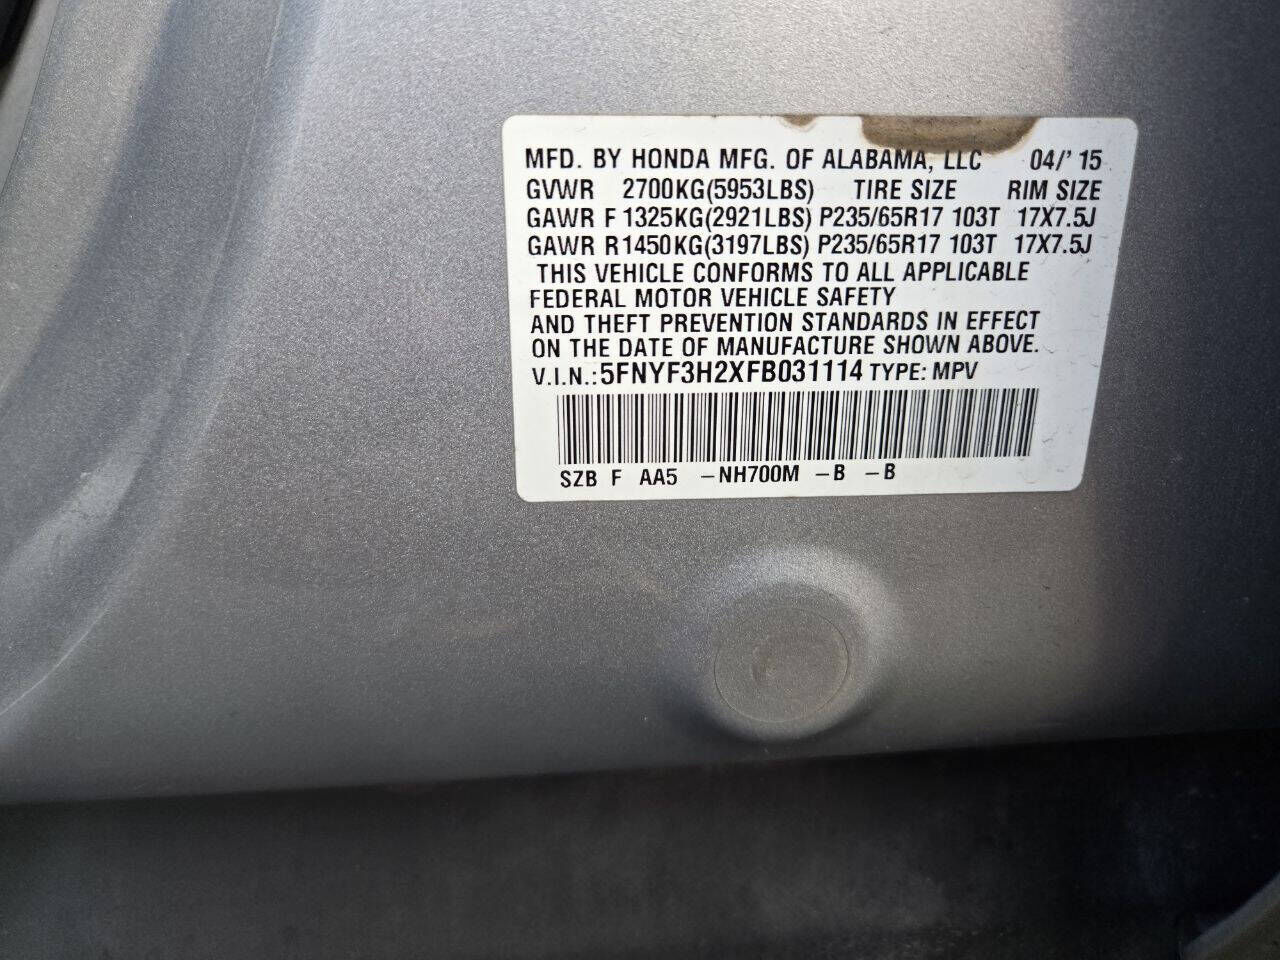 MFD. BY HONDA MFG. OF ALABAMA, LLC 04/' 15
GVWR 2700KG(5953LBS) TIRE SIZE RIM SIZE
GAWR F 1325KG(2921LBS) P235/65R17 103T 17X7.5J
GAWR R1450KG(3197LBS) P235/65R17 103T 17X7.5J
THIS VEHICLE CONFORMS TO ALL APPLICABLE
FEDERAL MOTOR VEHICLE SAFETY
AND THEFT PREVENTION STANDARDS IN EFFECT
ON THE DATE OF MANUFACTURE SHOWN ABOVE.
V.I.N.:5FNYF3H2XFB031114 TYPE: MPV
SZB F AA5 -NH700M -B -B